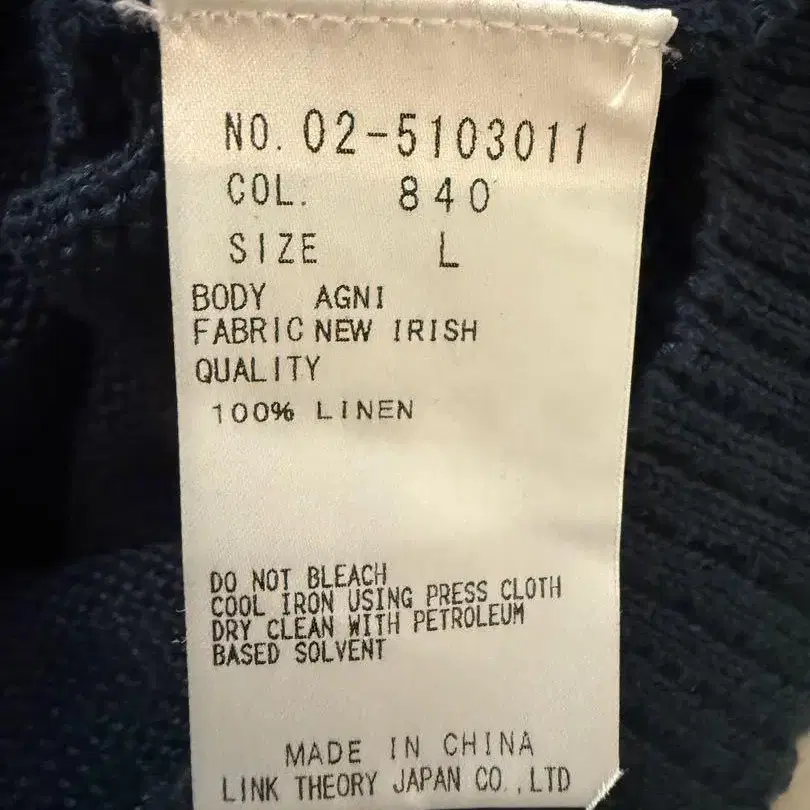 NO. 02-5103011
COL. 840
SIZE L
BODY AGNI
FABRIC NEW IRISH
QUALITY
100% LINEN
DO NOT BLEACH
COOL IRON USING PRESS CLOTH
DRY CLEAN WITH PETROLEUM
BASED SOLVENT
MADE IN CHINA
LINK THEORY JAPAN CO.,LTD